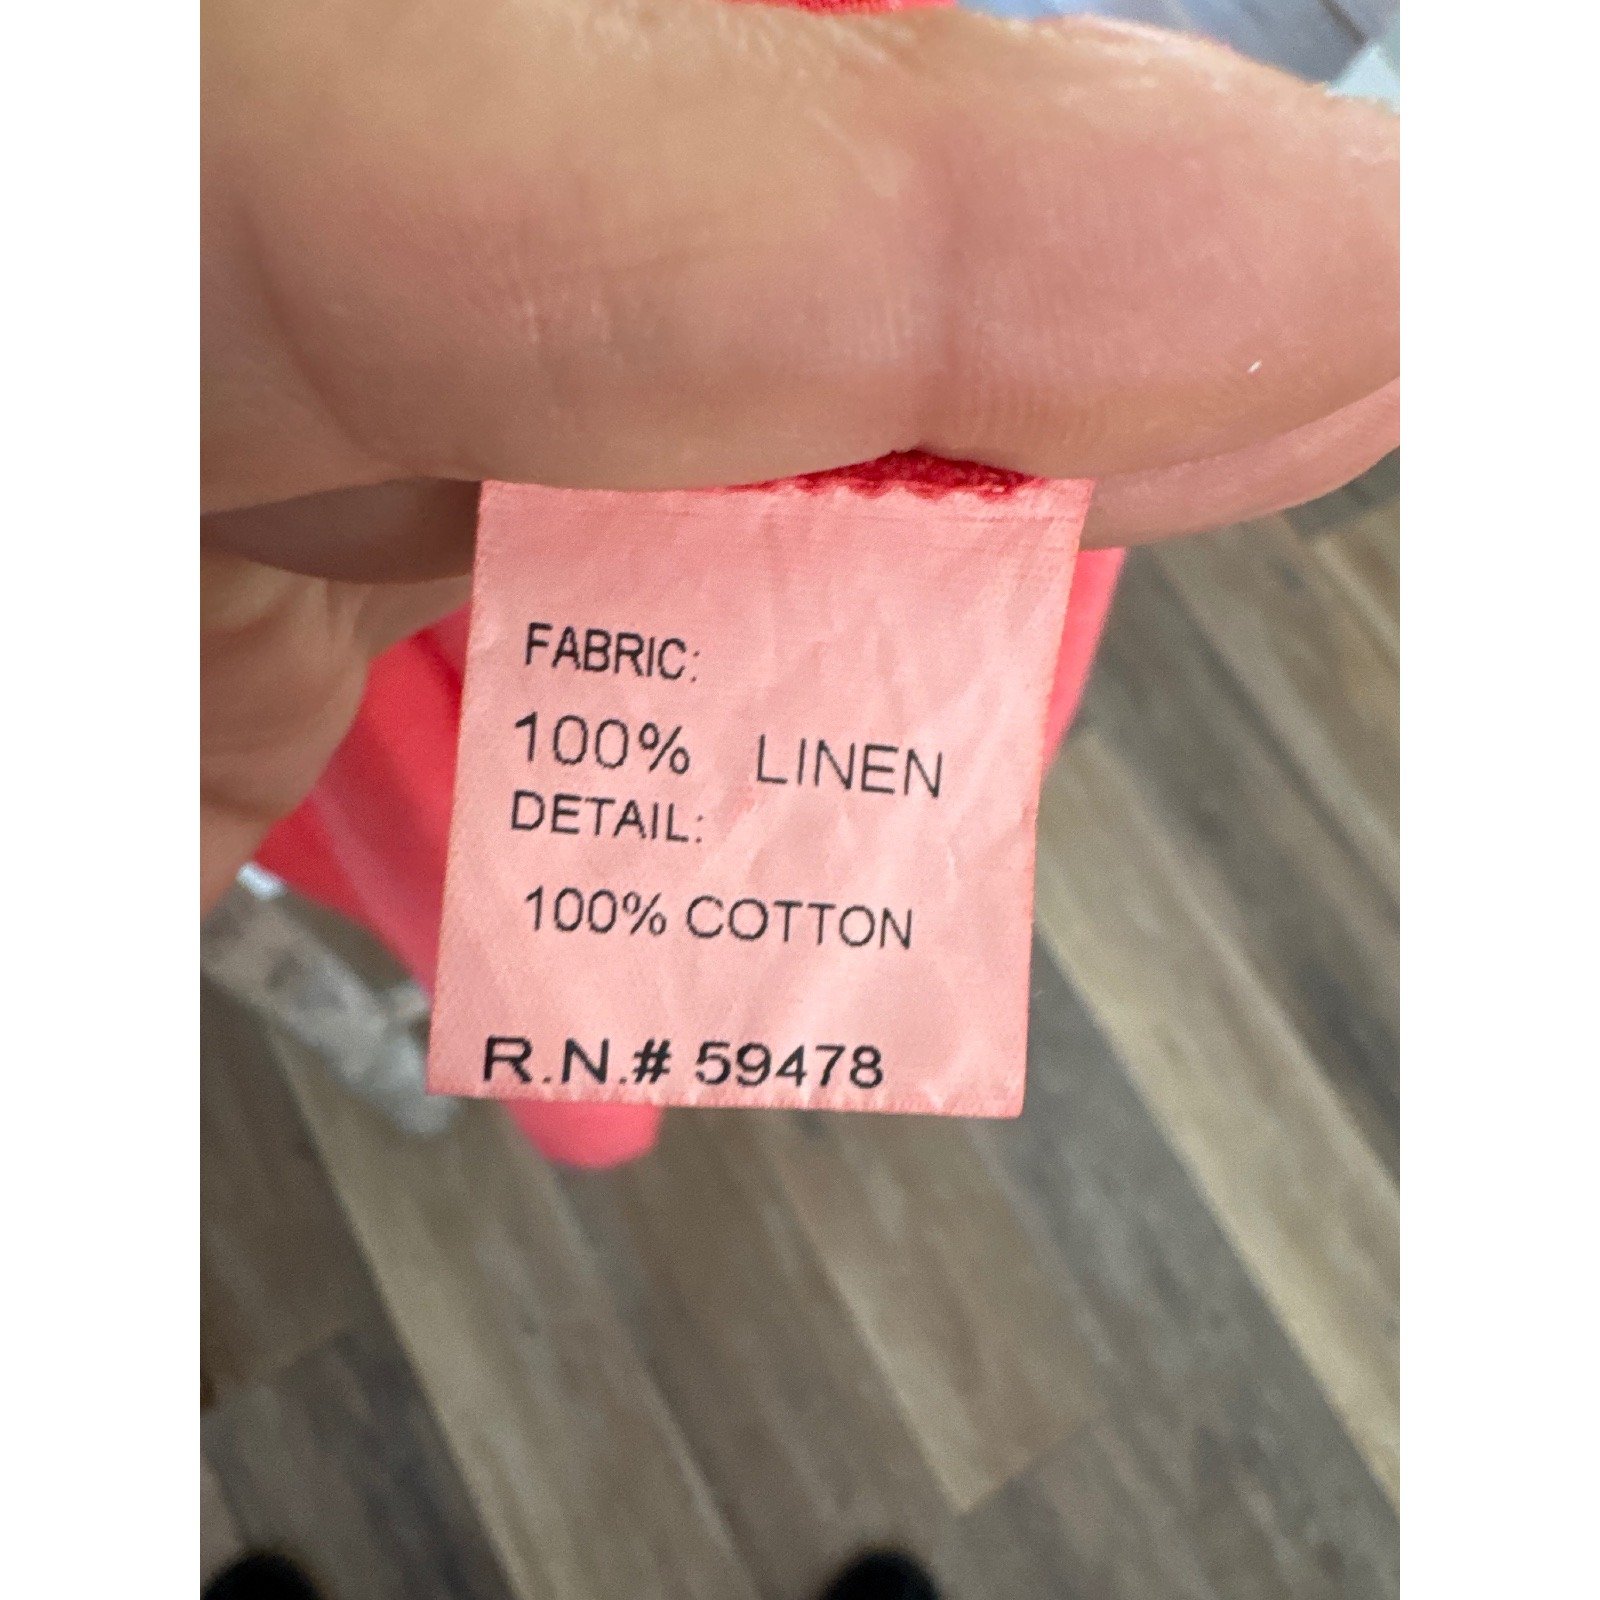 FABRIC:
100% LINEN
DETAIL:
100% COTTON
R.N.# 59478